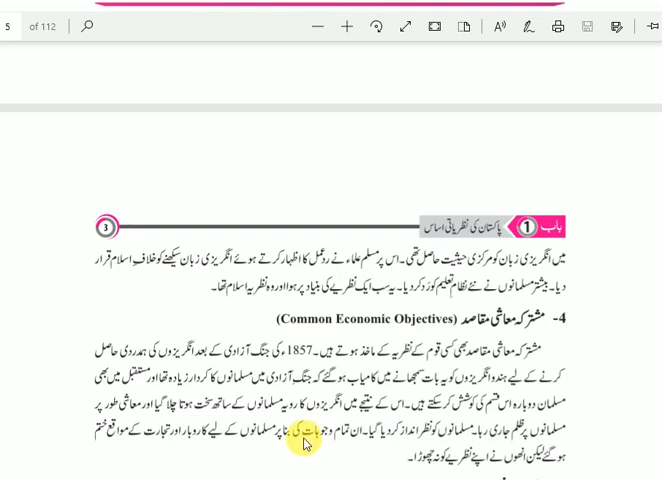 5 of 112
باب 1 پاکستان کی نظریاتی اساس
3
میں انگریزی زبان کو مرکزی حیثیت حاصل تھی۔ اس پر مسلم علماء نے ردِعمل کا اظہار کرتے ہوئے انگریزی زبان سیکھنے کو خلافِ اسلام قرار
دیا۔ بیشتر مسلمانوں نے نئے نظامِ تعلیم کو رَد کر دیا۔ یہ سب ایک نظریے کی بنیاد پر ہوا اور وہ نظریہ اسلام تھا۔
4- مشترکہ معاشی مقاصد (Common Economic Objectives)
مشترکہ معاشی مقاصد بھی کسی قوم کے نظریہ کے ماخذ ہوتے ہیں۔ 1857ء کی جنگِ آزادی کے بعد انگریزوں کی ہمدردی حاصل
کرنے کے لیے ہندو انگریزوں کو یہ بات سمجھانے میں کامیاب ہو گئے کہ جنگِ آزادی میں مسلمانوں کا کردار زیادہ تھا اور مستقبل میں بھی
مسلمان دوبارہ اس قسم کی کوشش کر سکتے ہیں۔ اس کے نتیجے میں انگریزوں کا رویہ مسلمانوں کے ساتھ سخت ہوتا چلا گیا اور معاشی طور پر
مسلمانوں پر ظلم جاری رہا۔ مسلمانوں کو نظر انداز کر دیا گیا۔ ان تمام وجوہات کی بنا پر مسلمانوں کے لیے کاروبار اور تجارت کے مواقع ختم
ہو گئے لیکن انھوں نے اپنے نظریے کو نہ چھوڑا۔